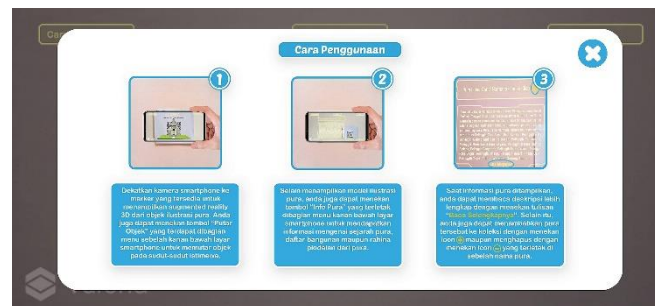 Cara Penggunaan
1
2
3
Dekatkan kamera smartphone ke
marker yang tersedia untuk
menampilkan augmented reality
3D dari objek ilustrasi pura. Anda
juga dapat menekan tombol "Putar
Objek" yang terdapat dibagian
menu sebelah kanan bawah layar
smartphone untuk memutar objek
pada sudut-sudut
Selain menampilkan model ilustrasi
pura, anda juga dapat menekan
tombol "Info Pura" yang terletak
dibagian menu kanan bawah layar
smartphone untuk mendapatkan
informasi mengenai sejarah pura,
daftar bangunan maupun rahina
piodalan dari pura.
Saat informasi pura ditampilkan,
anda dapat membaca deskripsi lebih
lengkap dengan menekan tulisan
"Baca Selengkapnya". Selain itu,
anda juga dapat menambahkan pura
tersebut ke koleksi dengan menekan
icon maupun menghapus dengan
menekan icon yang terletak di
sebelah nama pura.